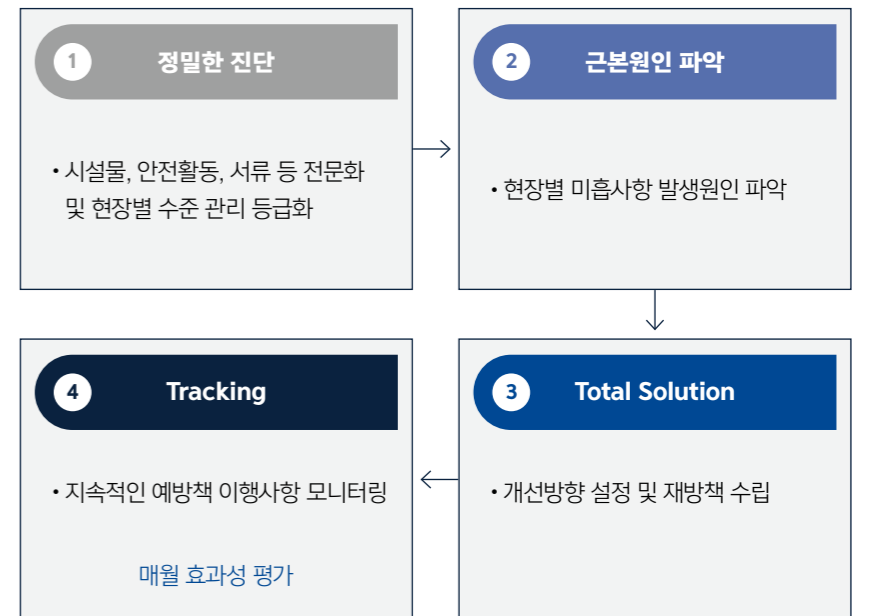 1 정밀한 진단
• 시설물, 안전활동, 서류 등 전문화
및 현장별 수준 관리 등급화
2 근본원인 파악
• 현장별 미흡사항 발생원인 파악
3 Total Solution
• 개선방향 설정 및 재방책 수립
4 Tracking
• 지속적인 예방책 이행사항 모니터링
매월 효과성 평가